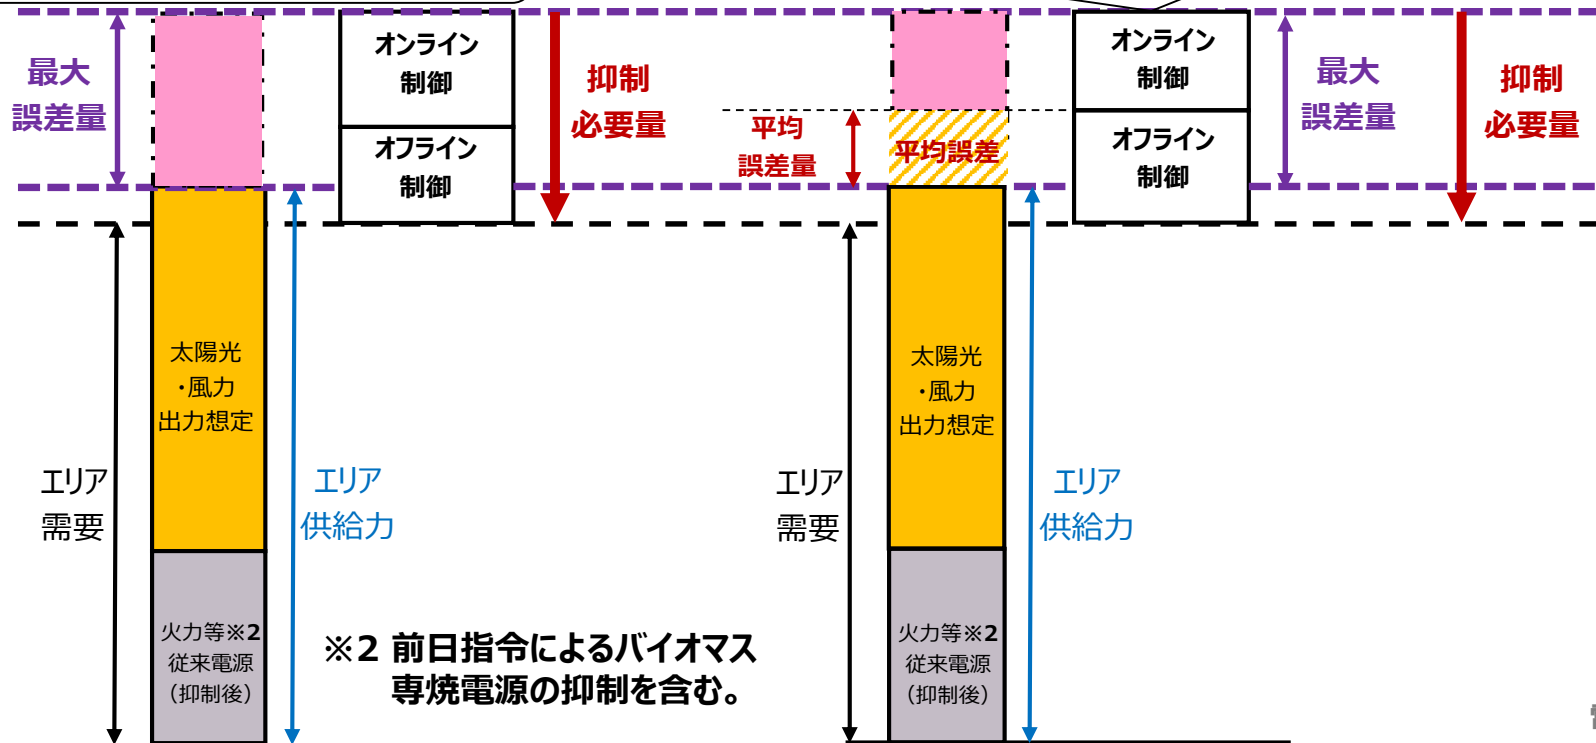 最大
誤差量
オンライン
制御
オフライン
制御
抑制
必要量
太陽光
・風力
出力想定
エリア
需要
エリア
供給力
火力等※2
従来電源
（抑制後）
※2 前日指令によるバイオマス
専焼電源の抑制を含む。
平均
誤差量
平均誤差
オンライン
制御
オフライン
制御
最大
誤差量
抑制
必要量
太陽光
・風力
出力想定
エリア
需要
エリア
供給力
火力等※2
従来電源
（抑制後）